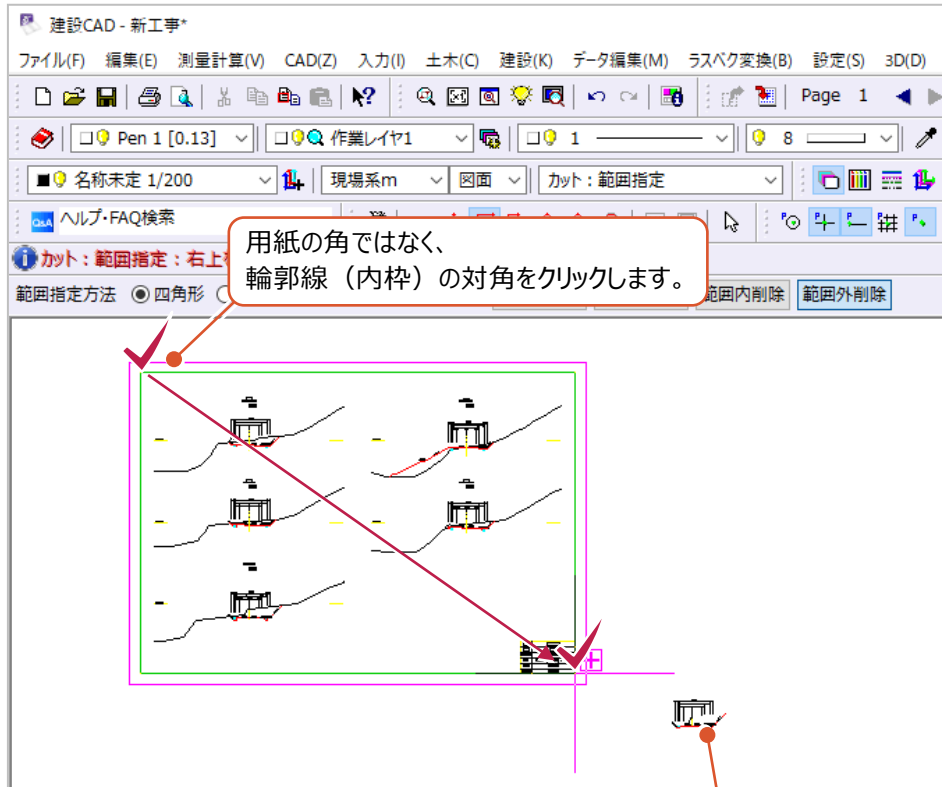 建設CAD - 新工事*
ファイル(F) 編集(E) 測量計算(V) CAD(Z) 入力(I) 土木(C) 建設(K) データ編集(M) ラスベク変換(B) 設定(S) 3D(D)
Page 1
Pen 1 [0.13] 作業レイヤ1 1 8
名称未定 1/200 現場系m 図面 カット：範囲指定
Q&A ヘルプ・FAQ検索
用紙の角ではなく、
輪郭線（内枠）の対角をクリックします。
カット：範囲指定：右上
範囲指定方法 四角形 範囲内削除 範囲外削除